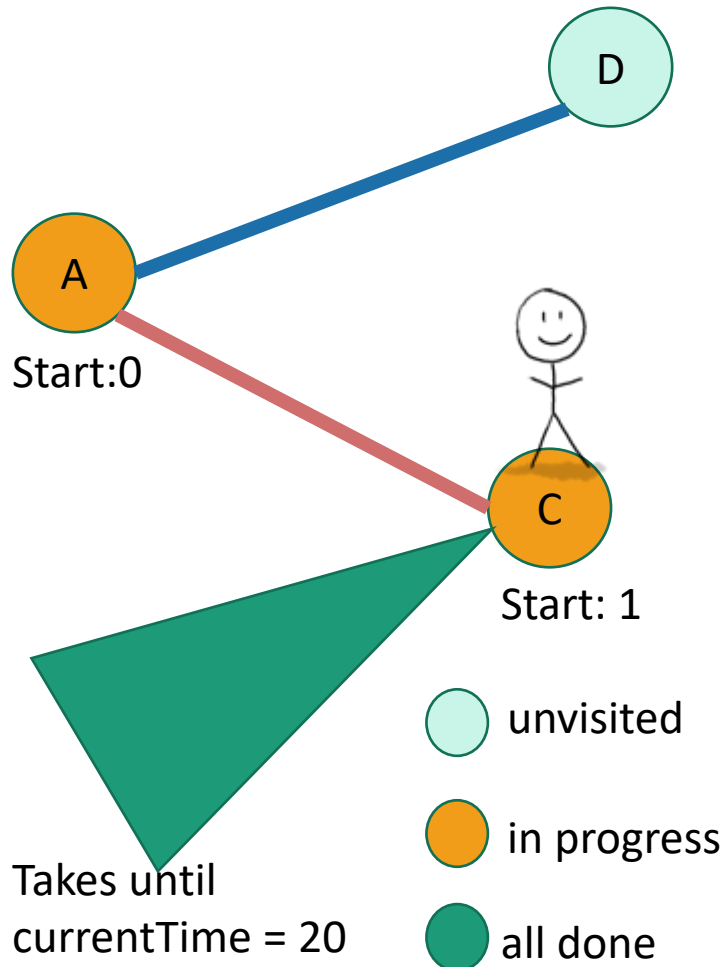 D
A
Start:0
C
Start: 1
unvisited
in progress
Takes until
currentTime = 20
all done